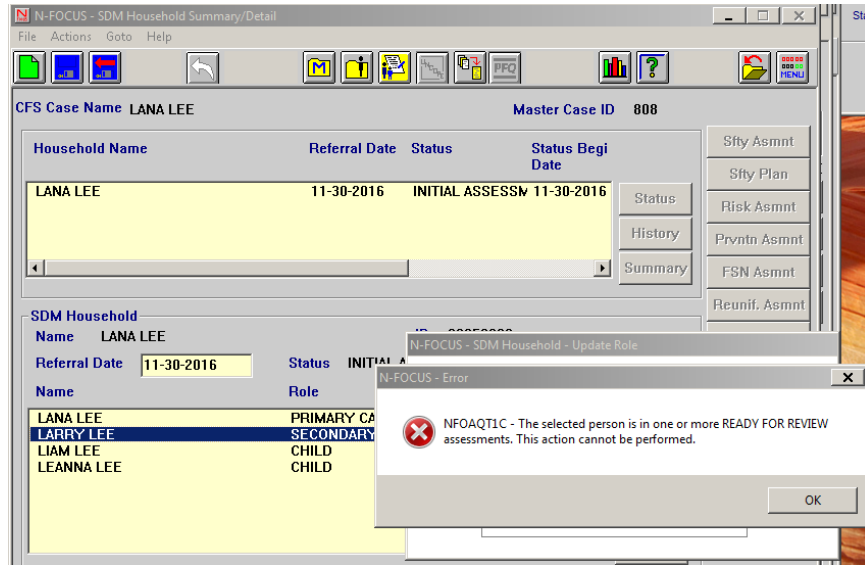 N-FOCUS - SDM Household Summary/Detail
File Actions Goto Help
M PFQ ? MENU
CFS Case Name LANA LEE Master Case ID 808
Household Name Referral Date Status Status Begi
Date
LANA LEE 11-30-2016 INITIAL ASSESSM 11-30-2016
Status
History
Summary
Sfty Asmnt
Sfty Plan
Risk Asmnt
Prvntn Asmnt
FSN Asmnt
Reunif. Asmnt
SDM Household
Name LANA LEE
Referral Date 11-30-2016 Status INITIAL A
Name Role
LANA LEE PRIMARY CA
LARRY LEE SECONDARY
LIAM LEE CHILD
LEANNA LEE CHILD
N-FOCUS - SDM Household - Update Role
N-FOCUS - Error
NFOAQT1C - The selected person is in one or more READY FOR REVIEW
assessments. This action cannot be performed.
OK
Sta